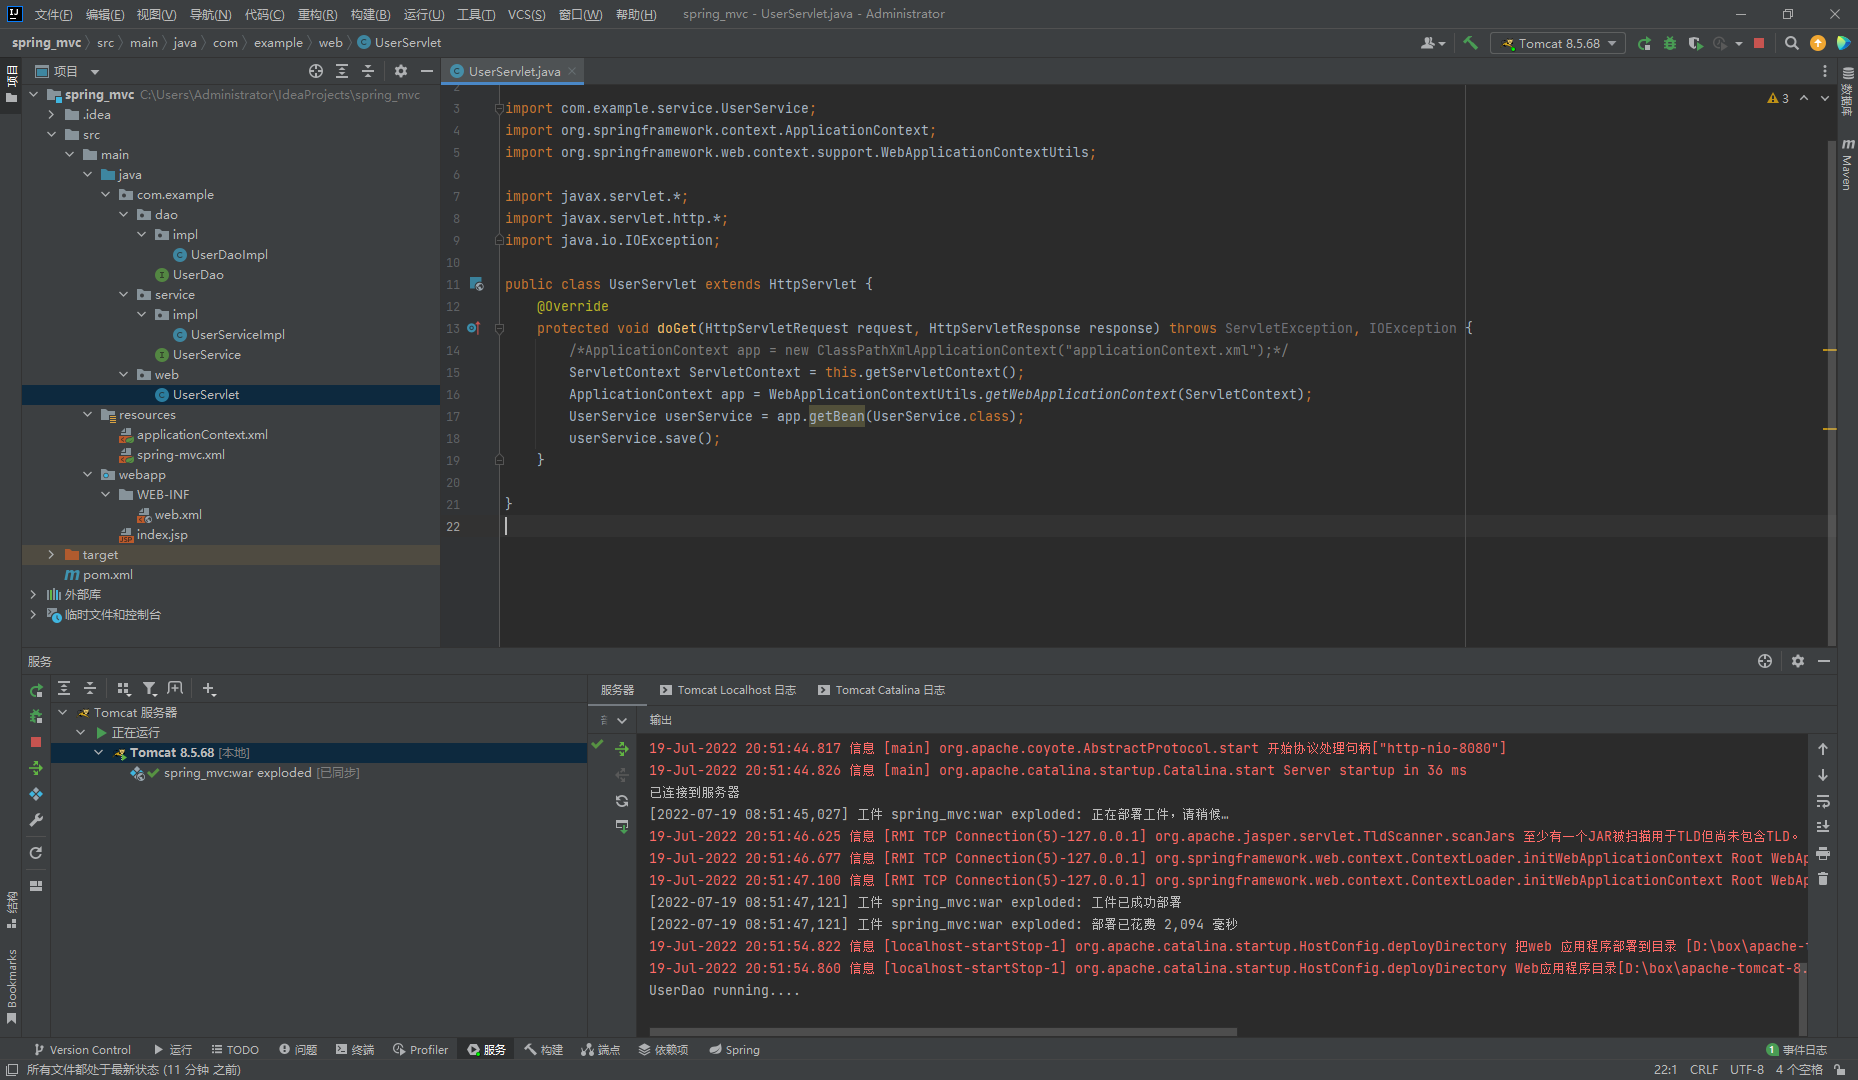 文件(F) 编辑(E) 视图(V) 导航(N) 代码(C) 重构(R) 构建(B) 运行(U) 工具(T) VCS(S) 窗口(W) 帮助(H) spring_mvc - UserServlet.java - Administrator
spring_mvc src main java com example web UserServlet Tomcat 8.5.68
项目
项目
UserServlet.java
数据库
Maven
spring_mvc C:\Users\Administrator\IdeaProjects\spring_mvc
.idea
src
main
java
com.example
dao
impl
UserDaoImpl
UserDao
service
impl
UserServiceImpl
UserService
web
UserServlet
resources
applicationContext.xml
spring-mvc.xml
webapp
WEB-INF
web.xml
index.jsp
target
pom.xml
外部库
临时文件和控制台
3
2
3 import com.example.service.UserService;
4 import org.springframework.context.ApplicationContext;
5 import org.springframework.web.context.support.WebApplicationContextUtils;
6
7 import javax.servlet.*;
8 import javax.servlet.http.*;
9 import java.io.IOException;
10
11 public class UserServlet extends HttpServlet {
12 @Override
13 protected void doGet(HttpServletRequest request, HttpServletResponse response) throws ServletException, IOException {
14 /*ApplicationContext app = new ClassPathXmlApplicationContext("applicationContext.xml");*/
15 ServletContext ServletContext = this.getServletContext();
16 ApplicationContext app = WebApplicationContextUtils.getWebApplicationContext(ServletContext);
17 UserService userService = app.getBean(UserService.class);
18 userService.save();
19 }
20
21 }
22
服务
Tomcat 服务器
正在运行
Tomcat 8.5.68 [本地]
spring_mvc:war exploded [已同步]
服务器 Tomcat Localhost 日志 Tomcat Catalina 日志
输出
19-Jul-2022 20:51:44.817 信息 [main] org.apache.coyote.AbstractProtocol.start 开始协议处理句柄["http-nio-8080"]
19-Jul-2022 20:51:44.826 信息 [main] org.apache.catalina.startup.Catalina.start Server startup in 36 ms
已连接到服务器
[2022-07-19 08:51:45,027] 工件 spring_mvc:war exploded: 正在部署工件，请稍候…
19-Jul-2022 20:51:46.625 信息 [RMI TCP Connection(5)-127.0.0.1] org.apache.jasper.servlet.TldScanner.scanJars 至少有一个JAR被扫描用于TLD但尚未包含TLD。
19-Jul-2022 20:51:46.677 信息 [RMI TCP Connection(5)-127.0.0.1] org.springframework.web.context.ContextLoader.initWebApplicationContext Root WebAp
19-Jul-2022 20:51:47.100 信息 [RMI TCP Connection(5)-127.0.0.1] org.springframework.web.context.ContextLoader.initWebApplicationContext Root WebAp
[2022-07-19 08:51:47,121] 工件 spring_mvc:war exploded: 工件已成功部署
[2022-07-19 08:51:47,121] 工件 spring_mvc:war exploded: 部署已花费 2,094 毫秒
19-Jul-2022 20:51:54.822 信息 [localhost-startStop-1] org.apache.catalina.startup.HostConfig.deployDirectory 把web 应用程序部署到目录 [D:\box\apache-t
19-Jul-2022 20:51:54.860 信息 [localhost-startStop-1] org.apache.catalina.startup.HostConfig.deployDirectory Web应用程序目录[D:\box\apache-tomcat-8.
UserDao running....
结构
Bookmarks
Version Control 运行 TODO 问题 终端 Profiler 服务 构建 端点 依赖项 Spring 1 事件日志
所有文件都处于最新状态 (11 分钟 之前) 22:1 CRLF UTF-8 4 个空格